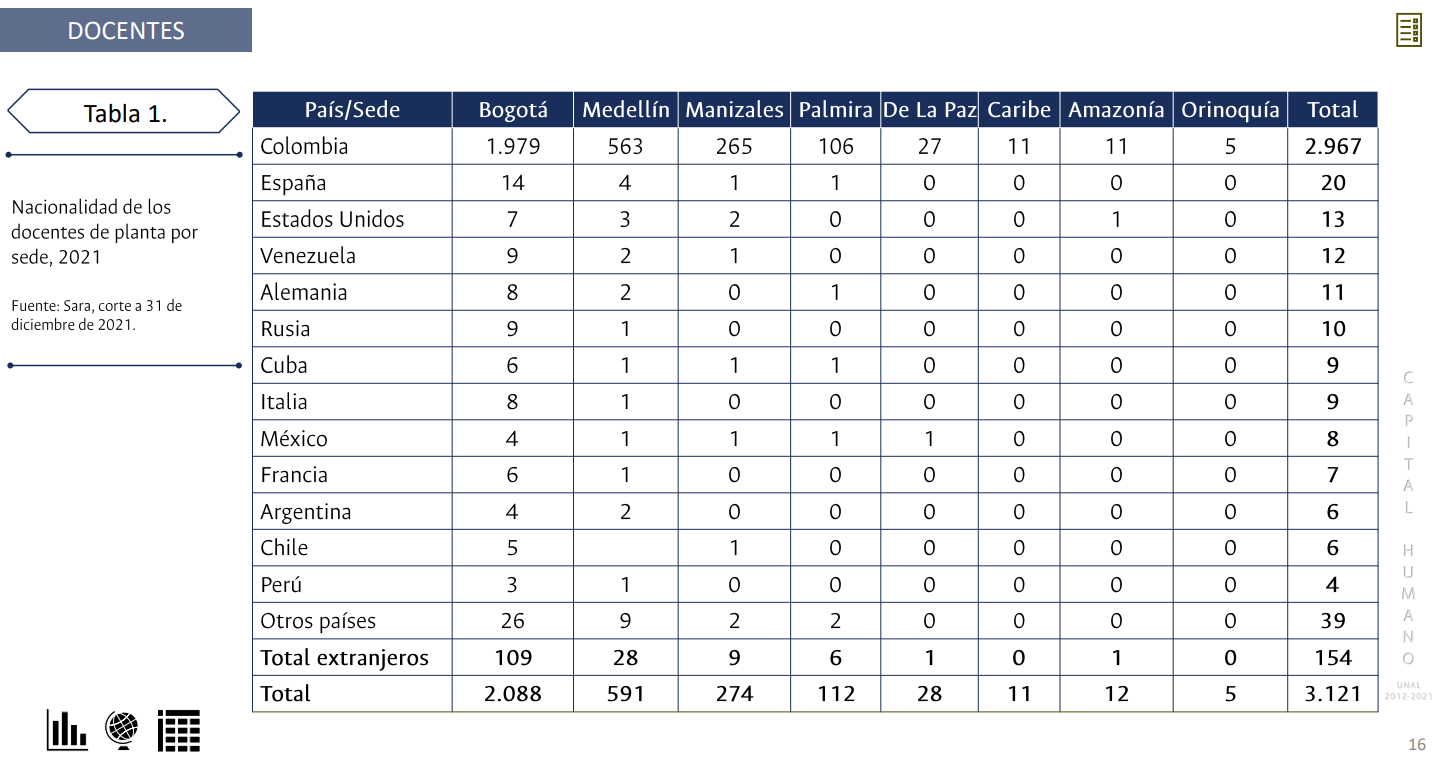 DOCENTES
Tabla 1.
Nacionalidad de los
docentes de planta por
sede, 2021
Fuente: Sara, corte a 31 de
diciembre de 2021.
País/Sede Bogotá Medellín Manizales Palmira De La Paz Caribe Amazonía Orinoquía Total
Colombia 1.979 563 265 106 27 11 11 5 2.967
España 14 4 1 1 0 0 0 0 20
Estados Unidos 7 3 2 0 0 0 1 0 13
Venezuela 9 2 1 0 0 0 0 0 12
Alemania 8 2 0 1 0 0 0 0 11
Rusia 9 1 0 0 0 0 0 0 10
Cuba 6 1 1 1 0 0 0 0 9
Italia 8 1 0 0 0 0 0 0 9
México 4 1 1 1 1 0 0 0 8
Francia 6 1 0 0 0 0 0 0 7
Argentina 4 2 0 0 0 0 0 0 6
Chile 5 1 0 0 0 0 0 6
Perú 3 1 0 0 0 0 0 0 4
Otros países 26 9 2 2 0 0 0 0 39
Total extranjeros 109 28 9 6 1 0 1 0 154
Total 2.088 591 274 112 28 11 12 5 3.121
CAPITAL HUMANO
UNAL
2012-2021
16